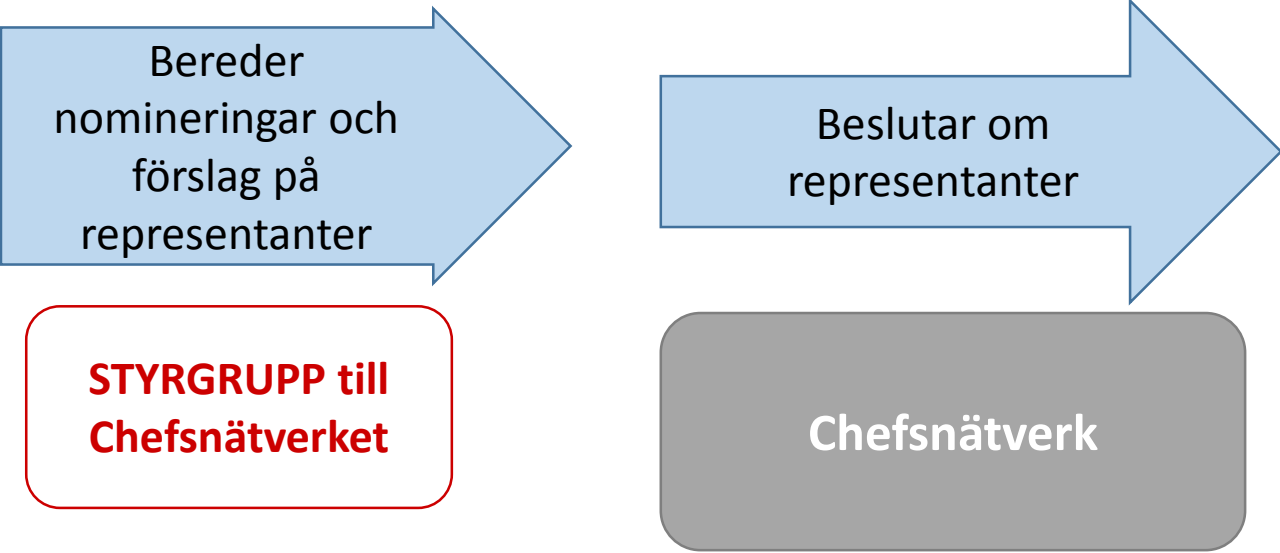 Bereder
nomineringar och
förslag på
representanter
Beslutar om
representanter
STYRGRUPP till
Chefsnätverket
Chefsnätverk